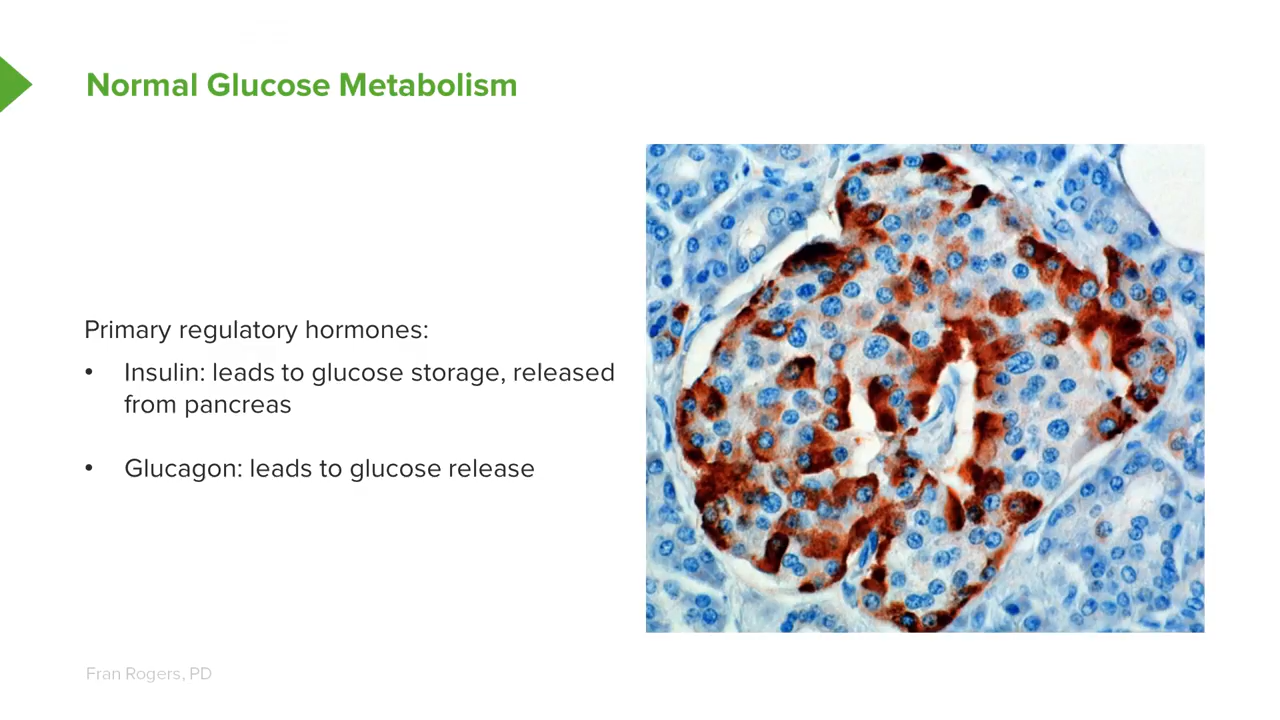 Normal Glucose Metabolism
Primary regulatory hormones:
• Insulin: leads to glucose storage, released
from pancreas
• Glucagon: leads to glucose release
Fran Rogers, PD